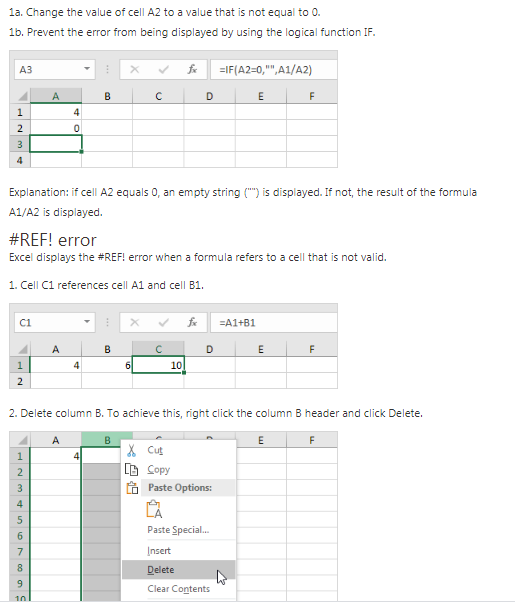 1a. Change the value of cell A2 to a value that is not equal to 0.
1b. Prevent the error from being displayed by using the logical function IF.
A3 fx =IF(A2=0,"",A1/A2)
A B C D E F
1 4
2 0
3
4
Explanation: if cell A2 equals 0, an empty string ("") is displayed. If not, the result of the formula
A1/A2 is displayed.
#REF! error
Excel displays the #REF! error when a formula refers to a cell that is not valid.
1. Cell C1 references cell A1 and cell B1.
C1 fx =A1+B1
A B C D E F
1 4 6 10
2
2. Delete column B. To achieve this, right click the column B header and click Delete.
A B E F
1 4 Cut
2 Copy
3 Paste Options:
4
5
6 Paste Special...
7 Insert
8 Delete
9 Clear Contents
10